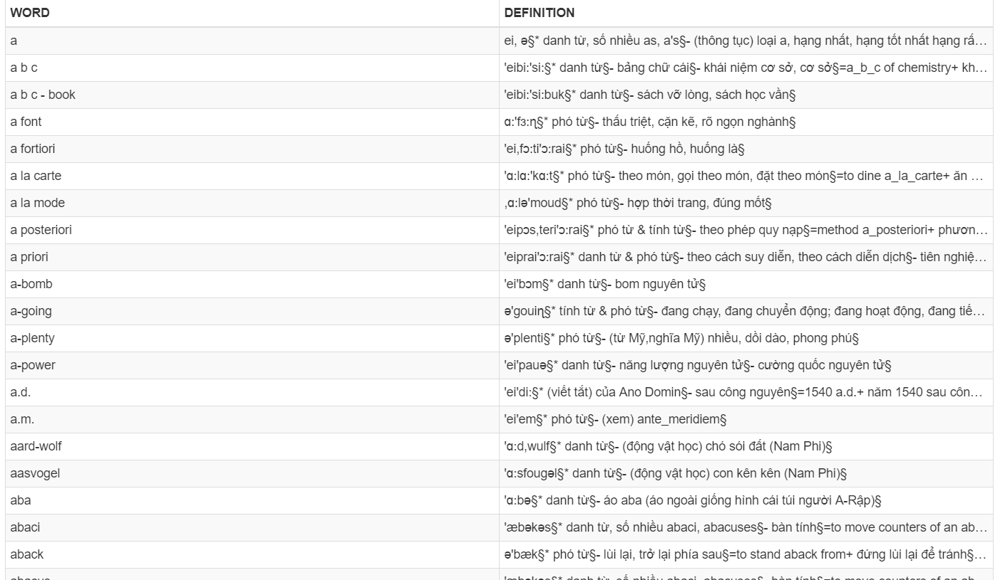 WORD DEFINITION
a ei, ə§* danh từ, số nhiều as, a's§- (thông tục) loại a, hạng nhất, hạng tốt nhất hạng rấ…
a b c 'eibi:'si:§* danh từ§- bảng chữ cái§- khái niệm cơ sở, cơ sở§=a_b_c of chemistry+ kh…
a b c - book 'eibi:'si:buk§* danh từ§- sách vỡ lòng, sách học vần§
a font ɑ:'fɜ:ɳ§* phó từ§- thấu triệt, cặn kẽ, rõ ngọn nghành§
a fortiori 'ei,fɔ:ti'ɔ:rai§* phó từ§- huống hồ, huống là§
a la carte 'ɑ:lɑ:'kɑ:t§* phó từ§- theo món, gọi theo món, đặt theo món§=to dine a_la_carte+ ăn …
a la mode ,ɑ:lə'moud§* phó từ§- hợp thời trang, đúng mốt§
a posteriori 'eipɔs,teri'ɔ:rai§* phó từ & tính từ§- theo phép quy nạp§=method a_posteriori+ phươn…
a priori 'eiprai'ɔ:rai§* danh từ & phó từ§- theo cách suy diễn, theo cách diễn dịch§- tiên nghiệ…
a-bomb 'ei'bɔm§* danh từ§- bom nguyên tử§
a-going ə'gouiɳ§* tính từ & phó từ§- đang chạy, đang chuyển động; đang hoạt động, đang tiế…
a-plenty ə'plenti§* phó từ§- (từ Mỹ,nghĩa Mỹ) nhiều, dồi dào, phong phú§
a-power 'ei'pauə§* danh từ§- năng lượng nguyên tử§- cường quốc nguyên tử§
a.d. 'ei'di:§* (viết tắt) của Ano Domin§- sau công nguyên§=1540 a.d.+ năm 1540 sau côn…
a.m. 'ei'em§* phó từ§- (xem) ante_meridiem§
aard-wolf 'ɑ:d,wulf§* danh từ§- (động vật học) chó sói đất (Nam Phi)§
aasvogel 'ɑ:sfougəl§* danh từ§- (động vật học) con kên kên (Nam Phi)§
aba 'ɑ:bə§* danh từ§- áo aba (áo ngoài giống hình cái túi người A-Rập)§
abaci 'æbəkəs§* danh từ, số nhiều abaci, abacuses§- bàn tính§=to move counters of an ab…
aback ə'bæk§* phó từ§- lùi lại, trở lại phía sau§=to stand aback from+ đứng lùi lại để tránh§…